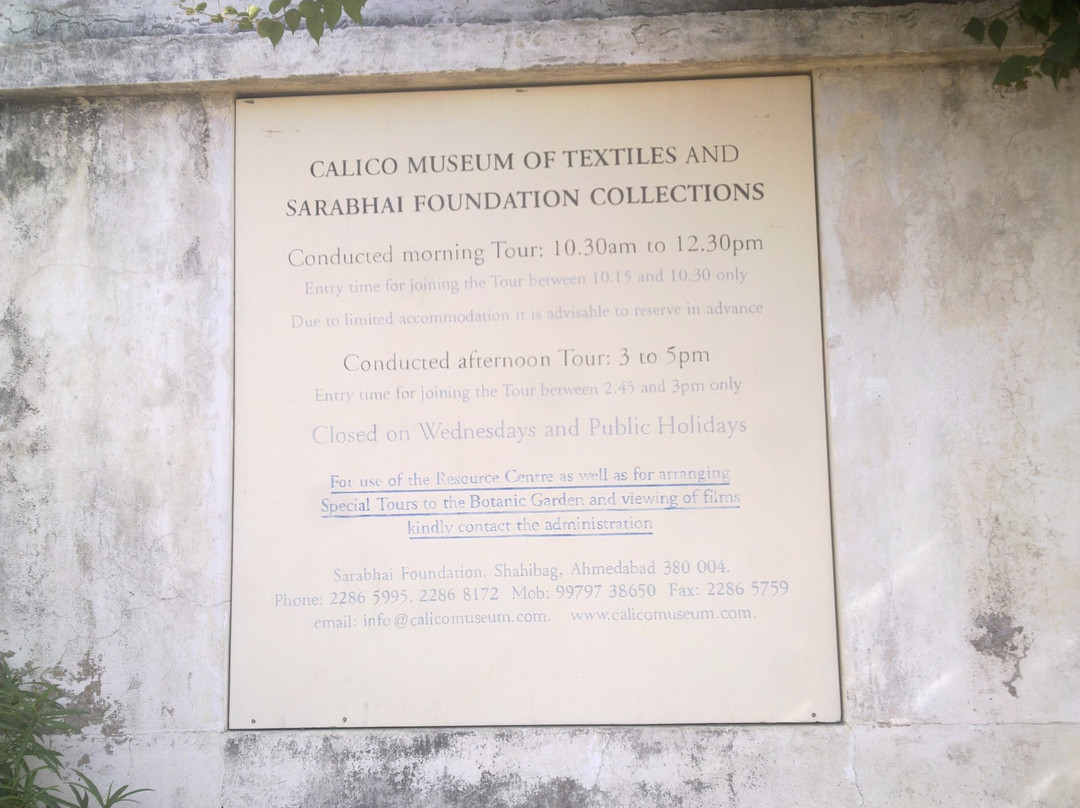 CALICO MUSEUM OF TEXTILES AND
SARABHAI FOUNDATION COLLECTIONS
Conducted morning Tour: 10.30am to 12.30pm
Entry time for joining the Tour between 10.15 and 10.30 only
Due to limited accommodation it is advisable to reserve in advance
Conducted afternoon Tour: 3 to 5pm
Entry time for joining the Tour between 2.45 and 3pm only
Closed on Wednesdays and Public Holidays
For use of the Resource Centre as well as for arranging
Special Tours to the Botanic Garden and viewing of films
kindly contact the administration
Sarabhai Foundation, Shahibag, Ahmedabad 380 004.
Phone: 2286 5995, 2286 8172 Mob: 99797 38650 Fax: 2286 5759
email: info@calicomuseum.com. www.calicomuseum.com.